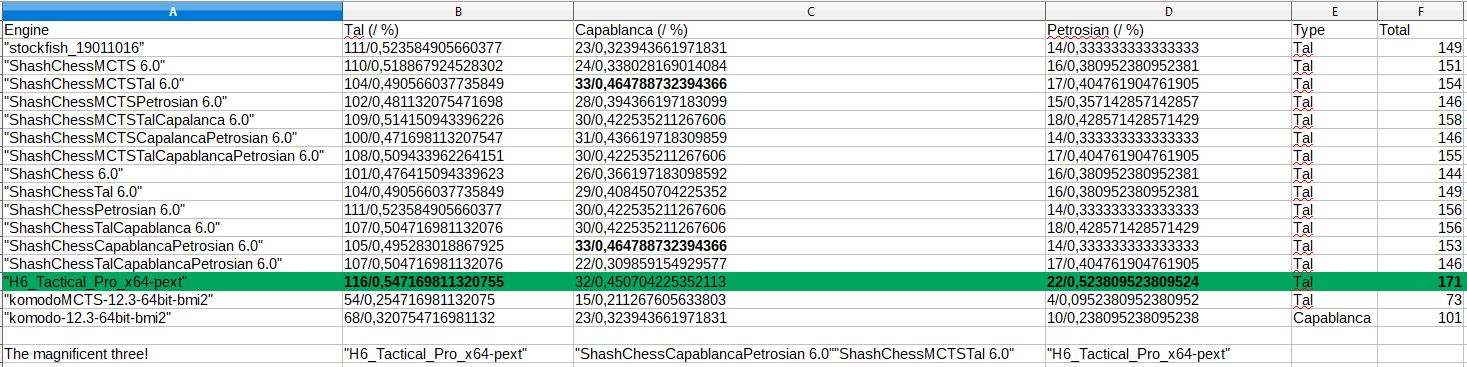 A B C D E F
Engine Tal (/ %) Capablanca (/ %) Petrosian (/ %) Type Total
"stockfish_19011016” 111/0,523584905660377 23/0,323943661971831 14/0,333333333333333 Tal 149
"ShashChessMCTS 6.0" 110/0,518867924528302 24/0,338028169014084 16/0,380952380952381 Tal 151
"ShashChessMCTSTal 6.0" 104/0,490566037735849 33/0,464788732394366 17/0,404761904761905 Tal 154
"ShashChessMCTSPetrosian 6.0" 102/0,481132075471698 28/0,394366197183099 15/0,357142857142857 Tal 146
"ShashChessMCTSTalCapalanca 6.0" 109/0,514150943396226 30/0,422535211267606 18/0,428571428571429 Tal 158
"ShashChessMCTSCapalancaPetrosian 6.0" 100/0,471698113207547 31/0,436619718309859 14/0,333333333333333 Tal 146
"ShashChessMCTSTalCapablancaPetrosian 6.0" 108/0,509433962264151 30/0,422535211267606 17/0,404761904761905 Tal 155
"ShashChess 6.0" 101/0,476415094339623 26/0,366197183098592 16/0,380952380952381 Tal 144
"ShashChessTal 6.0" 104/0,490566037735849 29/0,408450704225352 16/0,380952380952381 Tal 149
"ShashChessPetrosian 6.0" 111/0,523584905660377 30/0,422535211267606 14/0,333333333333333 Tal 156
"ShashChessTalCapablanca 6.0" 107/0,504716981132076 30/0,422535211267606 18/0,428571428571429 Tal 156
"ShashChessCapablancaPetrosian 6.0" 105/0,495283018867925 33/0,464788732394366 14/0,333333333333333 Tal 153
"ShashChessTalCapablancaPetrosian 6.0" 107/0,504716981132076 22/0,309859154929577 17/0,404761904761905 Tal 146
"H6_Tactical_Pro_x64-pext" 116/0,547169811320755 32/0,450704225352113 22/0,523809523809524 Tal 171
"komodoMCTS-12.3-64bit-bmi2" 54/0,254716981132075 15/0,211267605633803 4/0,0952380952380952 Tal 73
"komodo-12.3-64bit-bmi2" 68/0,320754716981132 23/0,323943661971831 10/0,238095238095238 Capablanca 101
The magnificent three! "H6_Tactical_Pro_x64-pext" "ShashChessCapablancaPetrosian 6.0""ShashChessMCTSTal 6.0" "H6_Tactical_Pro_x64-pext"